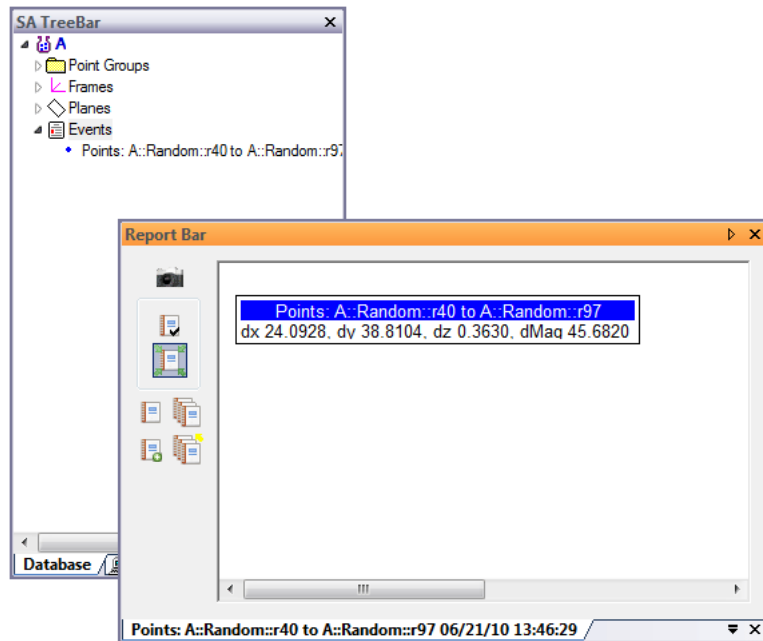 SA TreeBar
A
Point Groups
Frames
Planes
Events
Points: A::Random::r40 to A::Random::r97
Report Bar
Points: A::Random::r40 to A::Random::r97
dx 24.0928, dy 38.8104, dz 0.3630, dMag 45.6820
Database
Points: A::Random::r40 to A::Random::r97 06/21/10 13:46:29